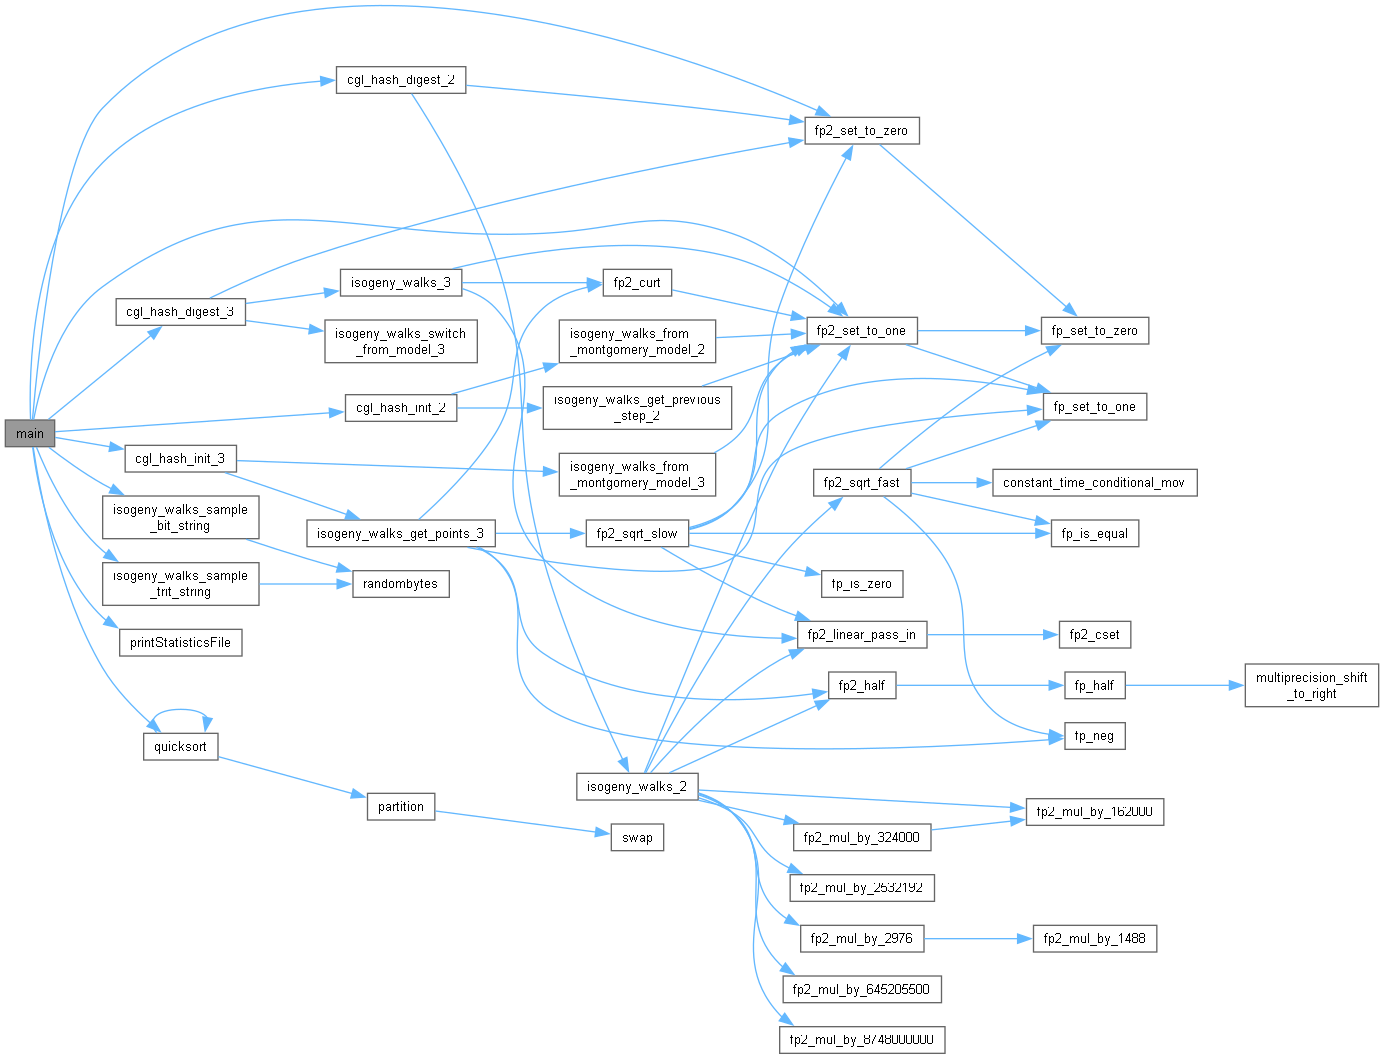 cgl_hash_digest_2
fp2_set_to_zero
isogeny_walks_3
fp2_curt
cgl_hash_digest_3
isogeny_walks_switch
_from_model_3
isogeny_walks_from
_montgomery_model_2
fp2_set_to_one
fp_set_to_zero
cgl_hash_init_2
isogeny_walks_get_previous
_step_2
fp_set_to_one
main
cgl_hash_init_3
isogeny_walks_from
_montgomery_model_3
fp2_sqrt_fast
constant_time_conditional_mov
isogeny_walks_sample
_bit_string
isogeny_walks_get_points_3
fp2_sqrt_slow
fp_is_equal
isogeny_walks_sample
_trit_string
randombytes
fp_is_zero
printStatisticsFile
fp2_linear_pass_in
fp2_cset
fp2_half
fp_half
multiprecision_shift
_to_right
quicksort
fp_neg
isogeny_walks_2
partition
swap
fp2_mul_by_162000
fp2_mul_by_324000
fp2_mul_by_2632192
fp2_mul_by_2976
fp2_mul_by_1488
fp2_mul_by_645205500
fp2_mul_by_8748000000